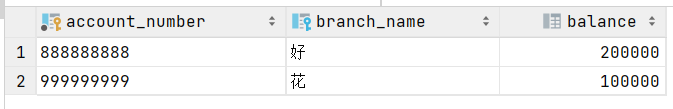 account_number branch_name balance
1 888888888 好 200000
2 999999999 花 100000